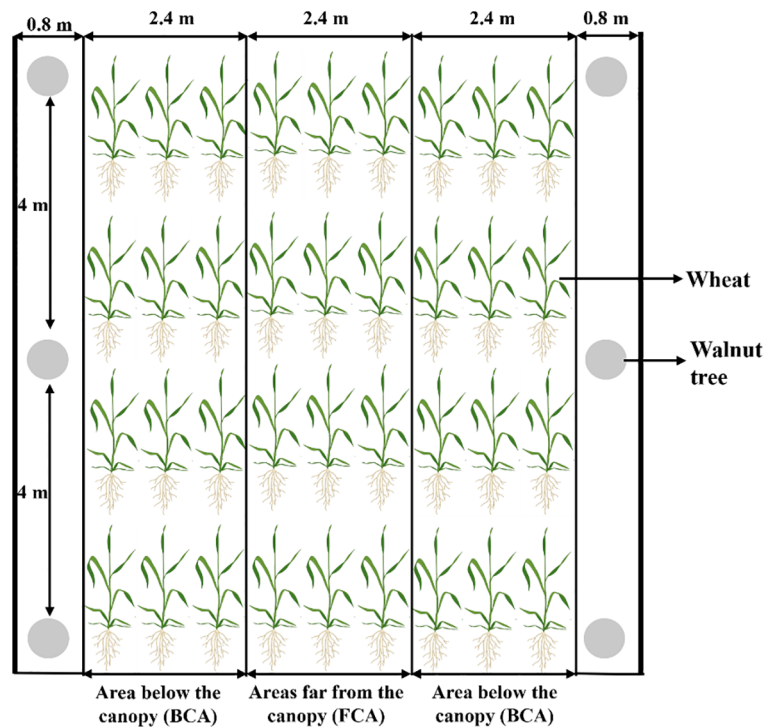 0.8 m
2.4 m
2.4 m
2.4 m
0.8 m
4 m
Wheat
Walnut
tree
4 m
Area below the
canopy (BCA)
Areas far from the
canopy (FCA)
Area below the
canopy (BCA)